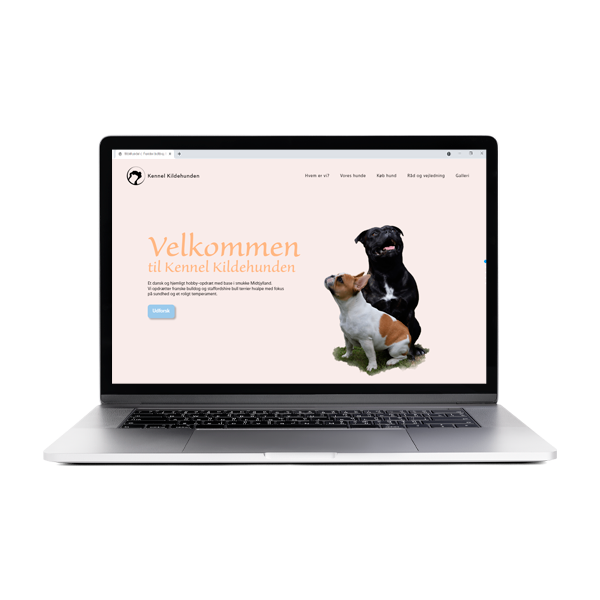 Kennel Kildehunden
Hvem er vi? Vores hunde Køb hund Råd og vejledning Galleri
Velkommen
til Kennel Kildehunden
Et dansk og hjemligt hobby-opdræt med base i smukke Midtjylland.
Vi opdrætter franske bulldog og staffordshire bull terrier hvalpe med fokus
på sundhed og et roligt temperament.